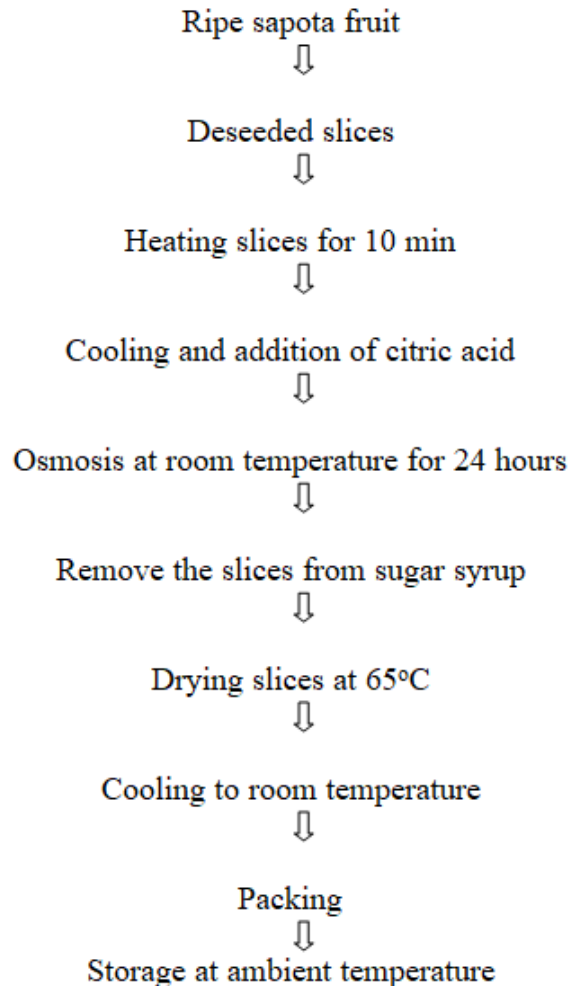 Ripe sapota fruit
⇩
Deseeded slices
⇩
Heating slices for 10 min
⇩
Cooling and addition of citric acid
⇩
Osmosis at room temperature for 24 hours
⇩
Remove the slices from sugar syrup
⇩
Drying slices at 65°C
⇩
Cooling to room temperature
⇩
Packing
⇩
Storage at ambient temperature